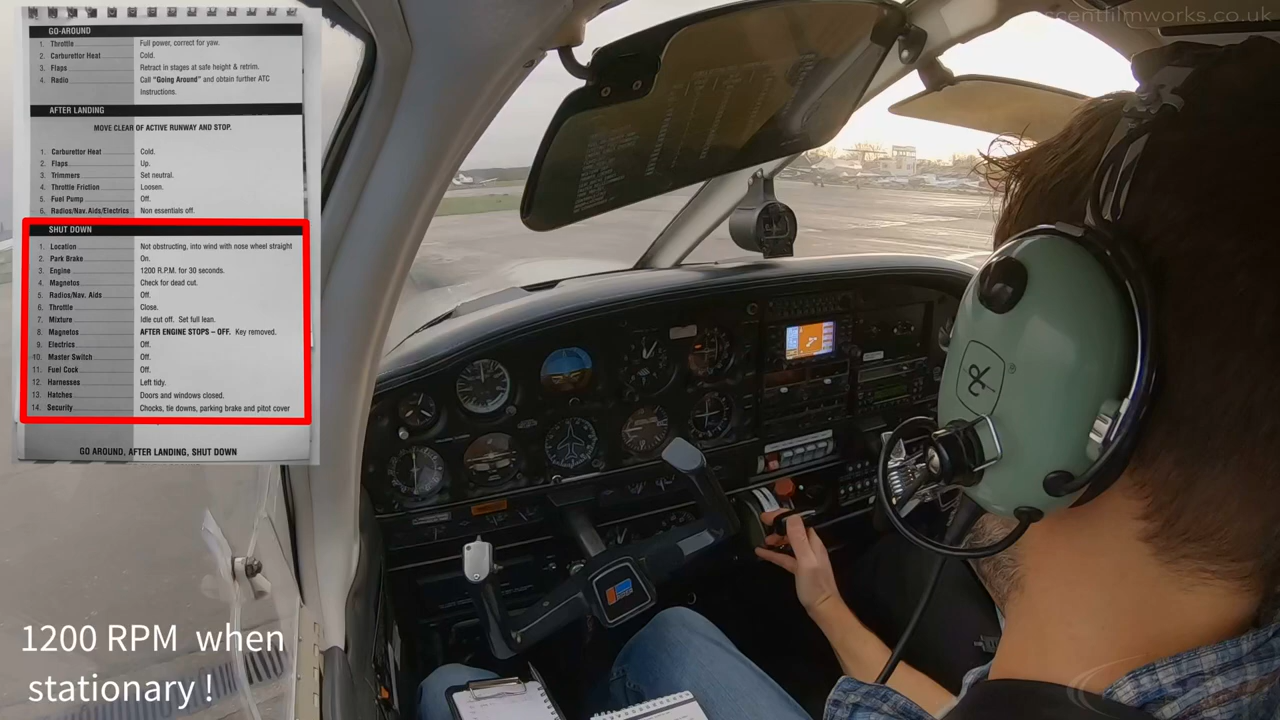 scentfilmworks.co.uk
GO-AROUND
1. Throttle Full power, correct for yaw.
2. Carburettor Heat Cold.
3. Flaps Retract in stages at safe height & retrim.
4. Radio Call "Going Around" and obtain further ATC
Instructions.
AFTER LANDING
MOVE CLEAR OF ACTIVE RUNWAY AND STOP.
1. Carburettor Heat Cold.
2. Flaps Up.
3. Trimmers Set neutral.
4. Throttle Friction Loosen.
5. Fuel Pump Off.
6. Radios/Nav. Aids/Electrics Non essentials off.
SHUT DOWN
1. Location Not obstructing, into wind with nose wheel straight
2. Park Brake On.
3. Engine 1200 R.P.M. for 30 seconds.
4. Magnetos Check for dead cut.
5. Radios/Nav. Aids Off.
6. Throttle Close.
7. Mixture Idle cut off. Set full lean.
8. Magnetos AFTER ENGINE STOPS – OFF. Key removed.
9. Electrics Off.
10. Master Switch Off.
11. Fuel Cock Off.
12. Harnesses Left tidy.
13. Hatches Doors and windows closed.
14. Security Chocks, tie downs, parking brake and pitot cover
GO AROUND, AFTER LANDING, SHUT DOWN
1200 RPM when
stationary !